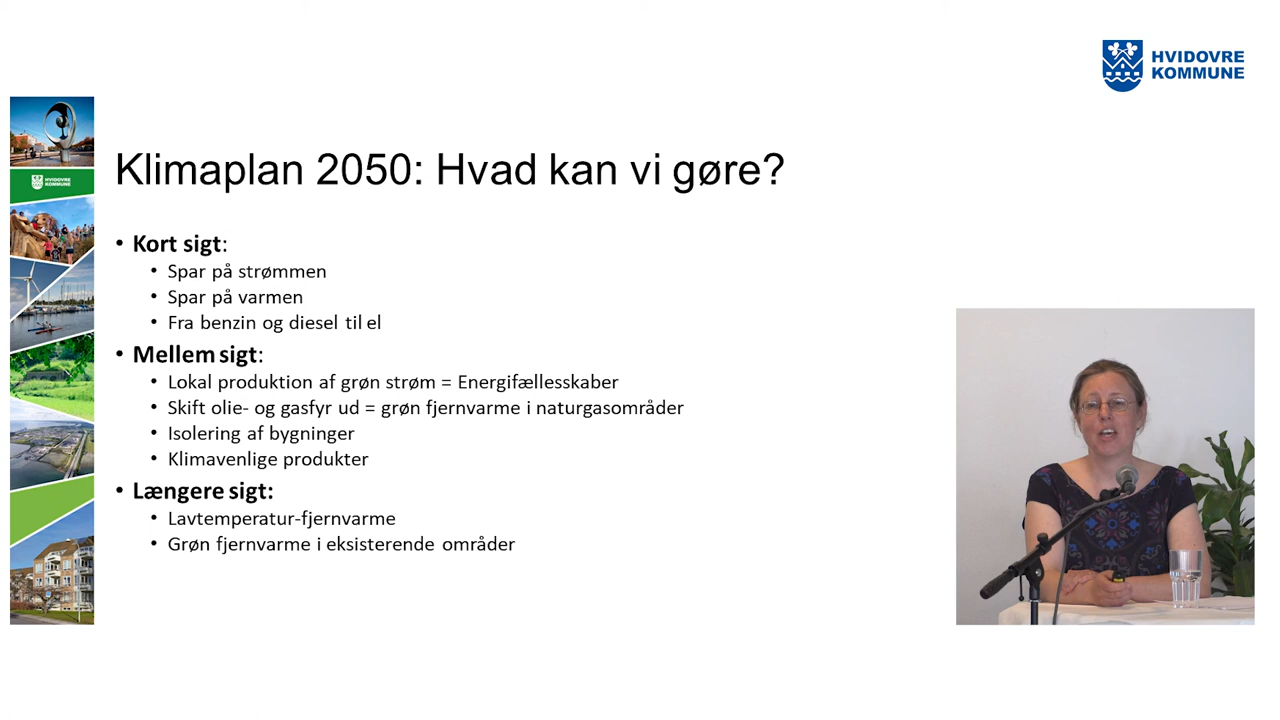 HVIDOVRE
KOMMUNE
HVIDOVRE
KOMMUNE
Klimaplan 2050: Hvad kan vi gøre?
• Kort sigt:
• Spar på strømmen
• Spar på varmen
• Fra benzin og diesel til el
• Mellem sigt:
• Lokal produktion af grøn strøm = Energifællesskaber
• Skift olie- og gasfyr ud = grøn fjernvarme i naturgasområder
• Isolering af bygninger
• Klimavenlige produkter
• Længere sigt:
• Lavtemperatur-fjernvarme
• Grøn fjernvarme i eksisterende områder